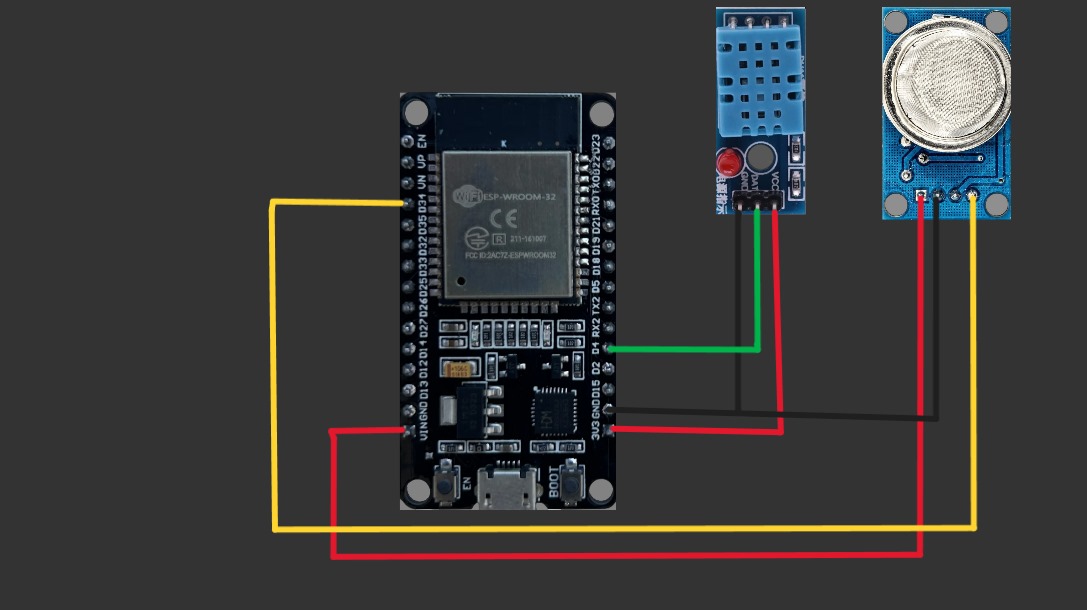 EN
VP
VN
D34
D35
D32
D33
D25
D26
D27
D14
D12
D13
GND
VIN
D23
D22
TX0
RX0
D21
D19
D18
D5
TX2
RX2
D4
D2
D15
GND
3V3
WiFi ESP-WROOM-32
CE
R 211-161007
FCC ID:2AC7Z-ESPWROOM32
EN
BOOT
GND
VCC